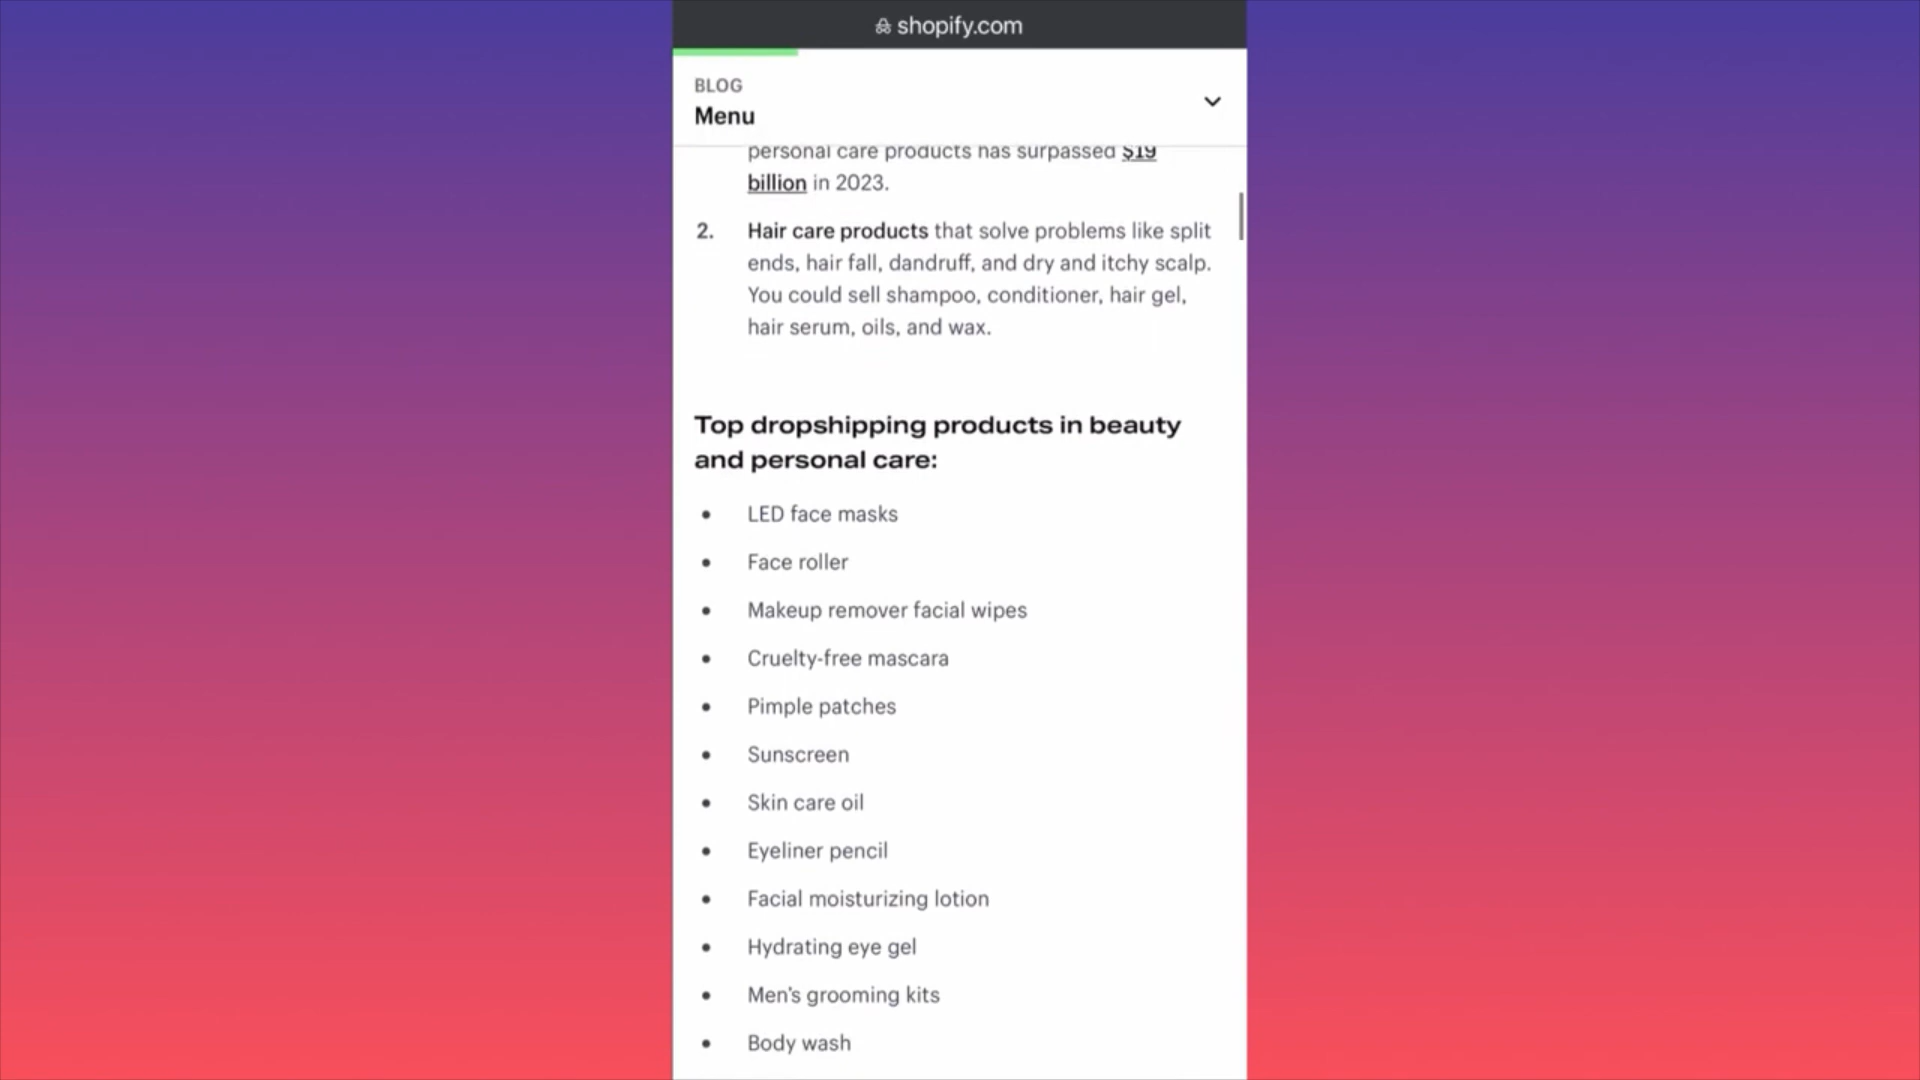 shopify.com
BLOG
Menu
personal care products has surpassed $19
billion in 2023.
2. Hair care products that solve problems like split
ends, hair fall, dandruff, and dry and itchy scalp.
You could sell shampoo, conditioner, hair gel,
hair serum, oils, and wax.
Top dropshipping products in beauty
and personal care:
• LED face masks
• Face roller
• Makeup remover facial wipes
• Cruelty-free mascara
• Pimple patches
• Sunscreen
• Skin care oil
• Eyeliner pencil
• Facial moisturizing lotion
• Hydrating eye gel
• Men's grooming kits
• Body wash